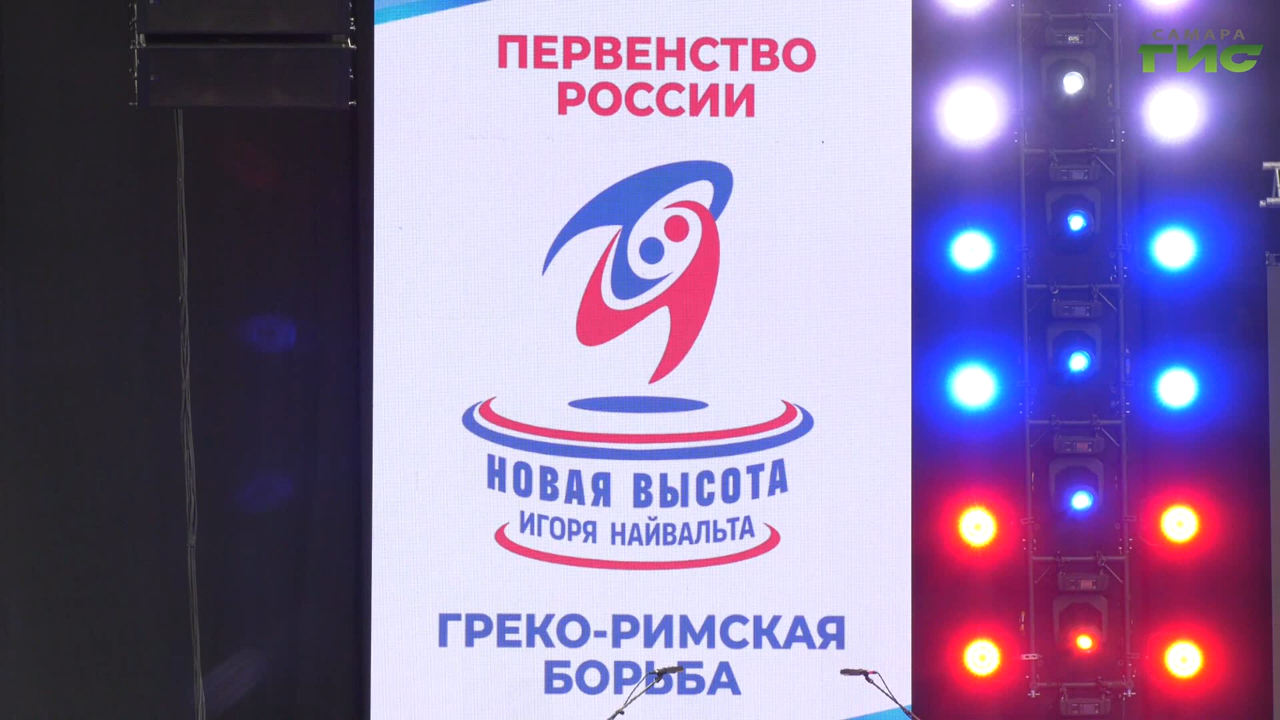 САМАРА
ГИС
ПЕРВЕНСТВО
РОССИИ
НОВАЯ ВЫСОТА
ИГОРЯ НАЙВАЛЬТА
ГРЕКО-РИМСКАЯ
БОРЬБА